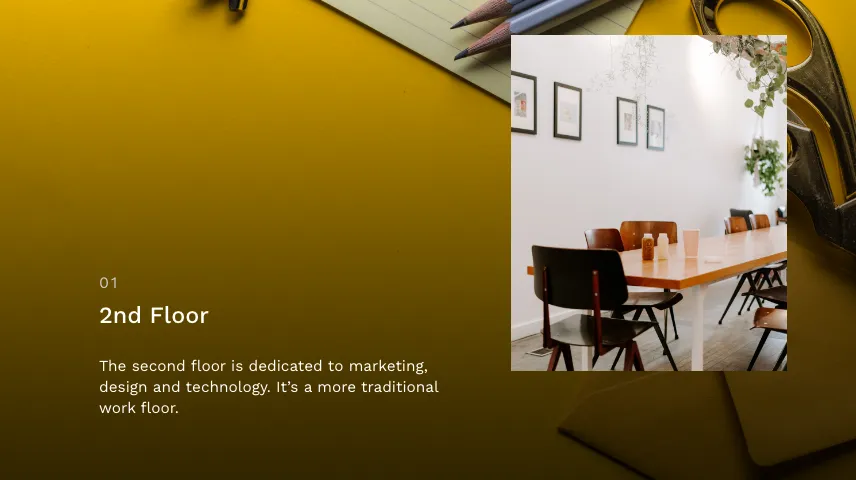 01
2nd Floor
The second floor is dedicated to marketing,
design and technology. It’s a more traditional
work floor.